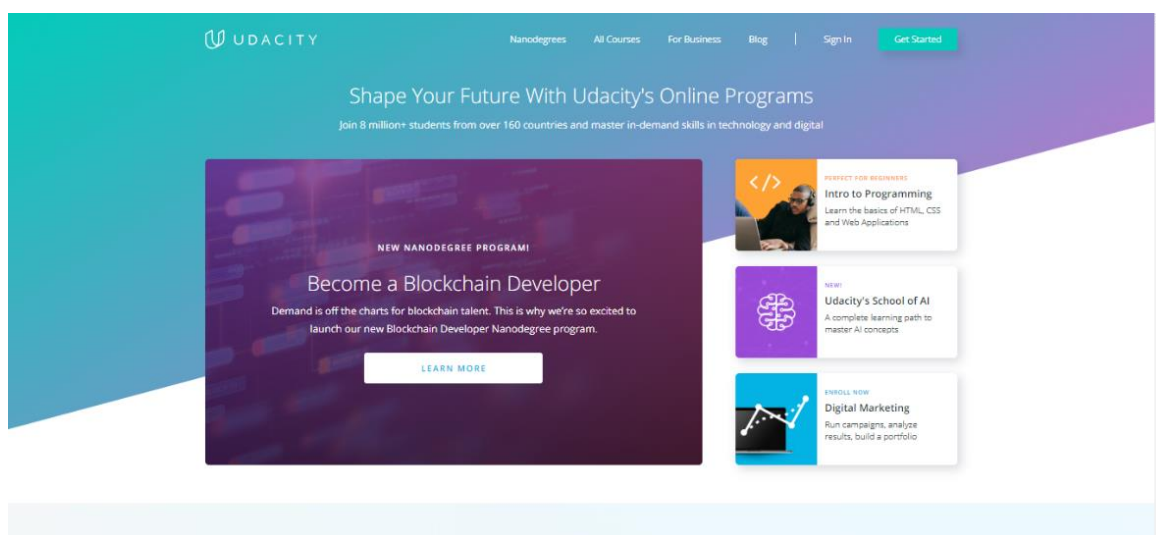 UDACITY
Nanodegrees All Courses For Business Blog | Sign In Get Started
Shape Your Future With Udacity's Online Programs
Join 8 million+ students from over 160 countries and master in-demand skills in technology and digital
NEW NANODEGREE PROGRAM!
Become a Blockchain Developer
Demand is off the charts for blockchain talent. This is why we're so excited to
launch our new Blockchain Developer Nanodegree program.
LEARN MORE
</>
PERFECT FOR BEGINNERS
Intro to Programming
Learn the basics of HTML, CSS
and Web Applications
NEW!
Udacity's School of AI
A complete learning path to
master AI concepts
ENROLL NOW
Digital Marketing
Run campaigns, analyze
results, build a portfolio